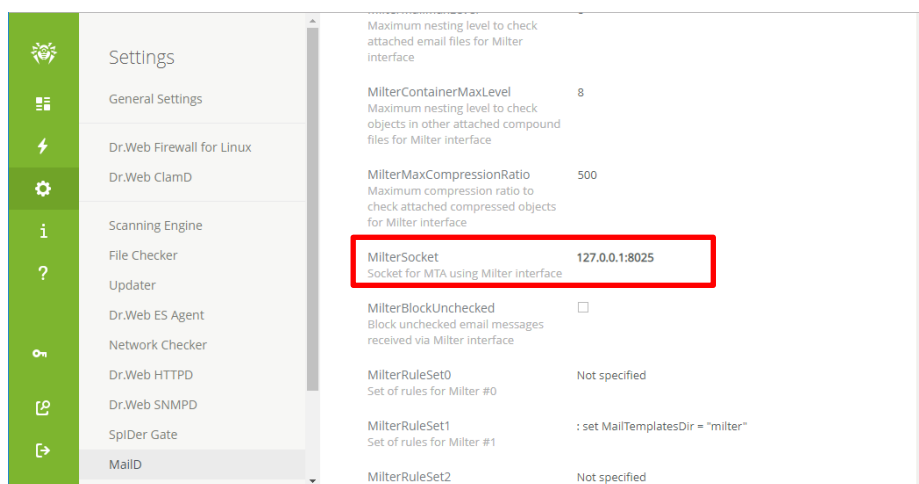 Settings
General Settings
Dr.Web Firewall for Linux
Dr.Web ClamD
Scanning Engine
File Checker
Updater
Dr.Web ES Agent
Network Checker
Dr.Web HTTPD
Dr.Web SNMPD
SpIDer Gate
MailD
Maximum nesting level to check
attached email files for Milter
interface
MilterContainerMaxLevel 8
Maximum nesting level to check
objects in other attached compound
files for Milter interface
MilterMaxCompressionRatio 500
Maximum compression ratio to
check attached compressed objects
for Milter interface
MilterSocket 127.0.0.1:8025
Socket for MTA using Milter interface
MilterBlockUnchecked
Block unchecked email messages
received via Milter interface
MilterRuleSet0 Not specified
Set of rules for Milter #0
MilterRuleSet1 : set MailTemplatesDir = "milter"
Set of rules for Milter #1
MilterRuleSet2 Not specified